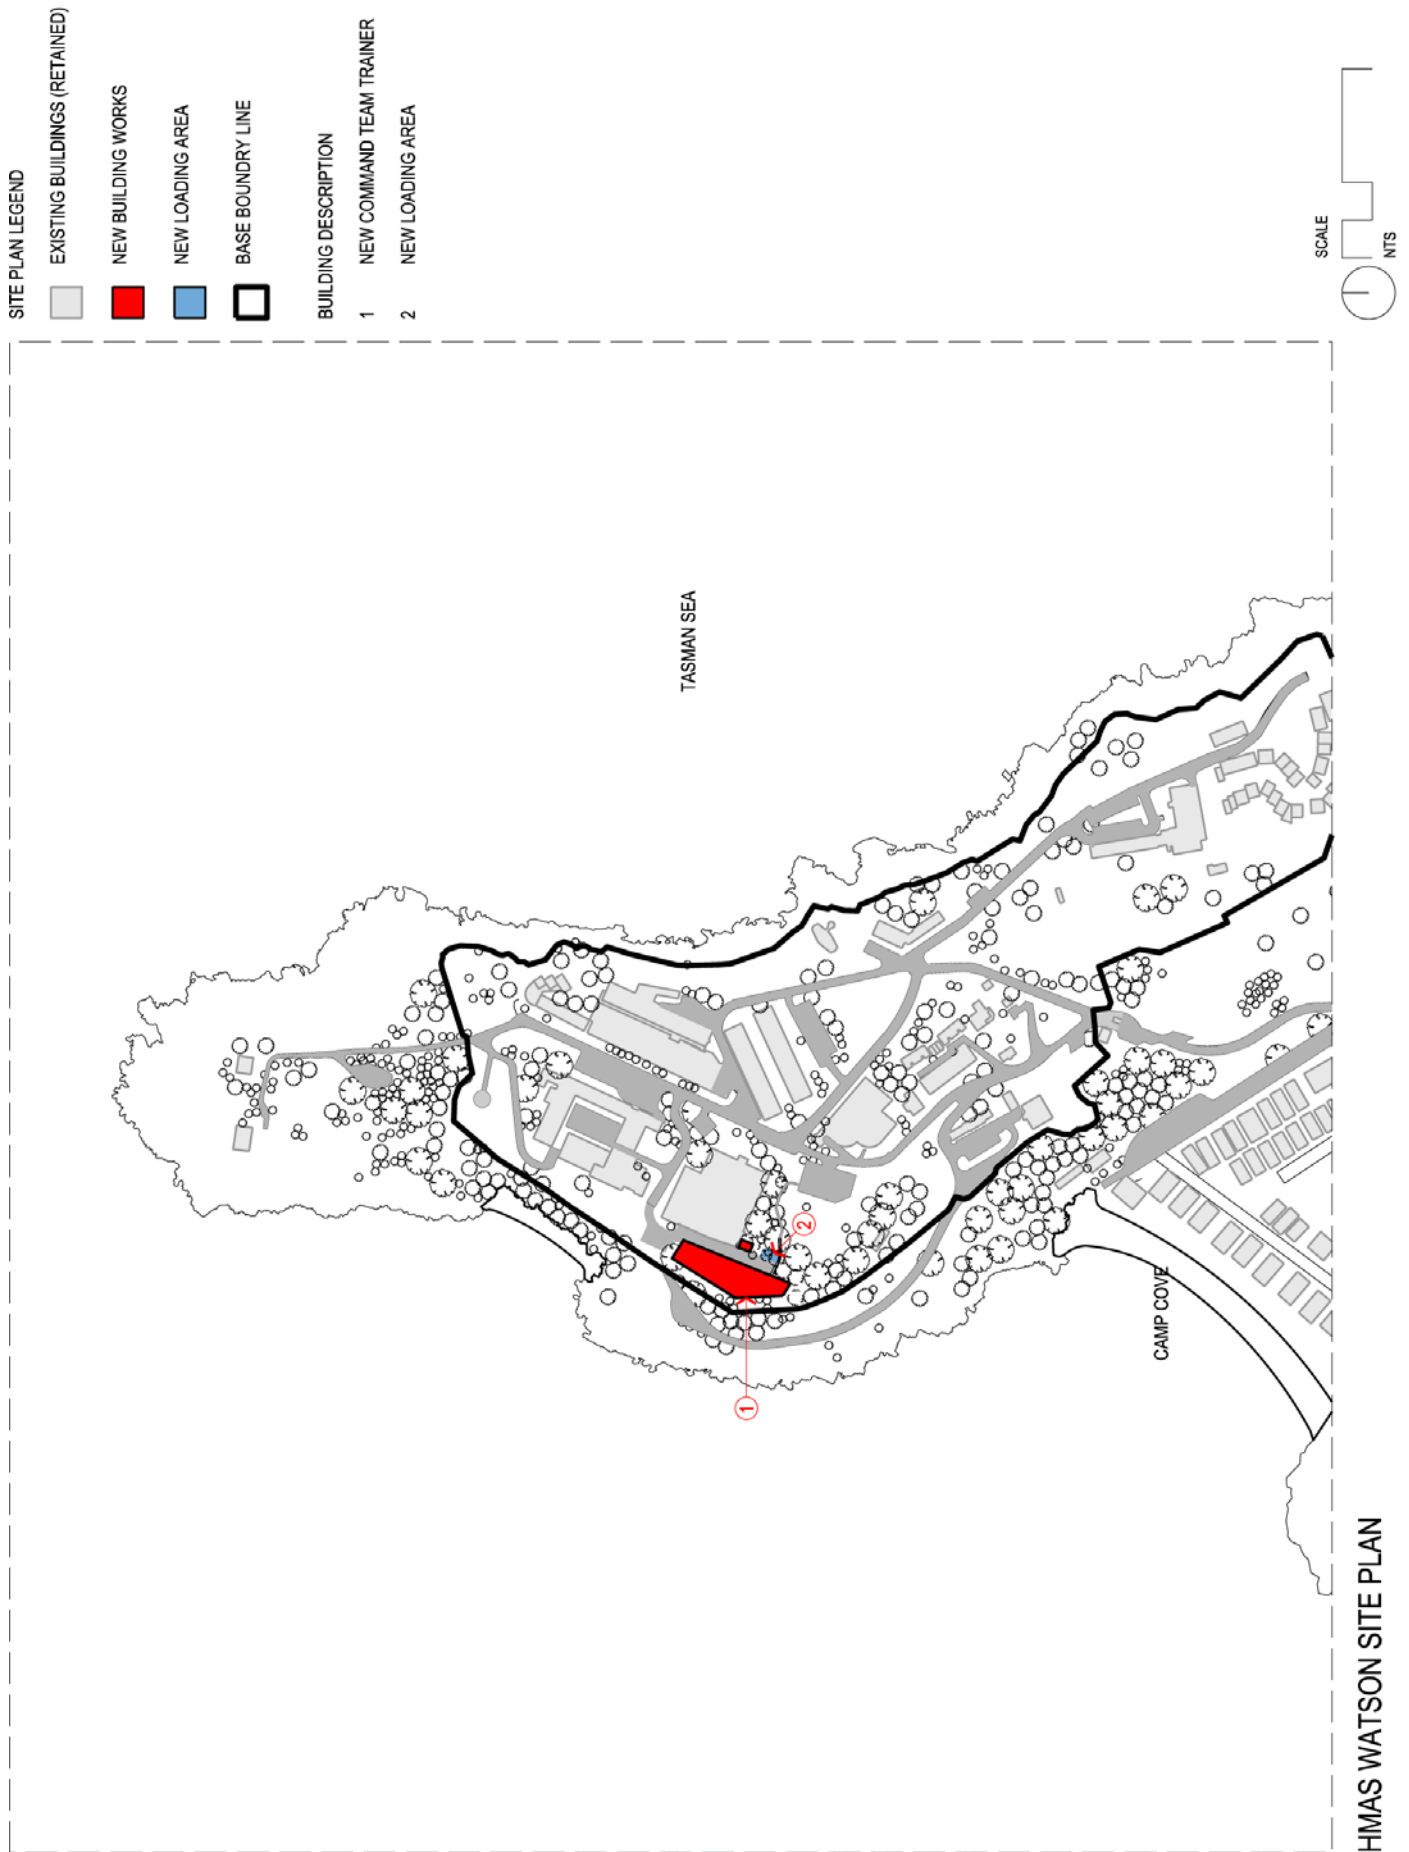 SITE PLAN LEGEND
EXISTING BUILDINGS (RETAINED)
NEW BUILDING WORKS
NEW LOADING AREA
BASE BOUNDRY LINE
BUILDING DESCRIPTION
1 NEW COMMAND TEAM TRAINER
2 NEW LOADING AREA
TASMAN SEA
2
1
CAMP COVE
SCALE
NTS
HMAS WATSON SITE PLAN